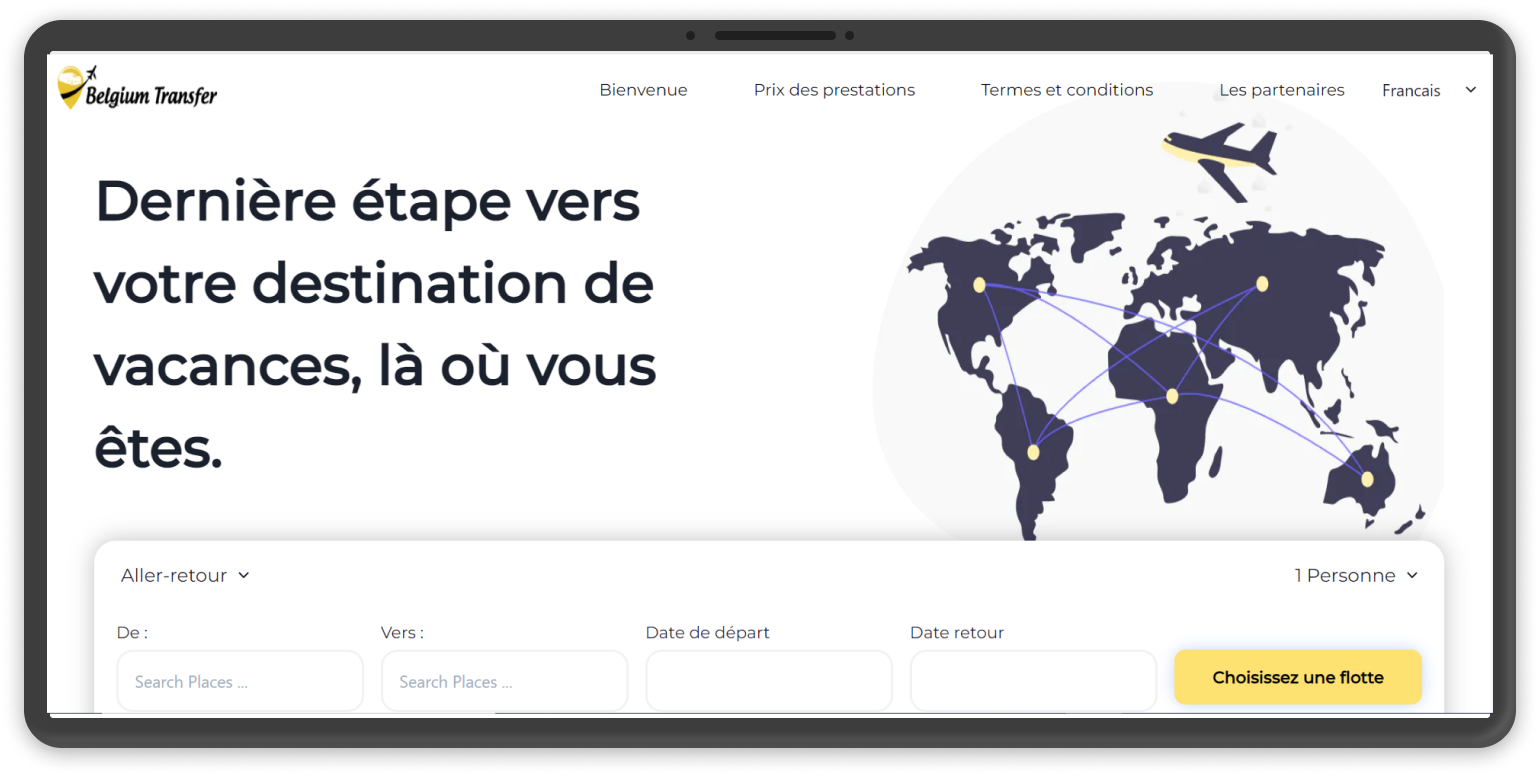 Belgium Transfer
Bienvenue
Prix des prestations
Termes et conditions
Les partenaires
Francais
Dernière étape vers
votre destination de
vacances, là où vous
êtes.
Aller-retour
1 Personne
De :
Vers :
Date de départ
Date retour
Search Places ...
Search Places ...
Choisissez une flotte